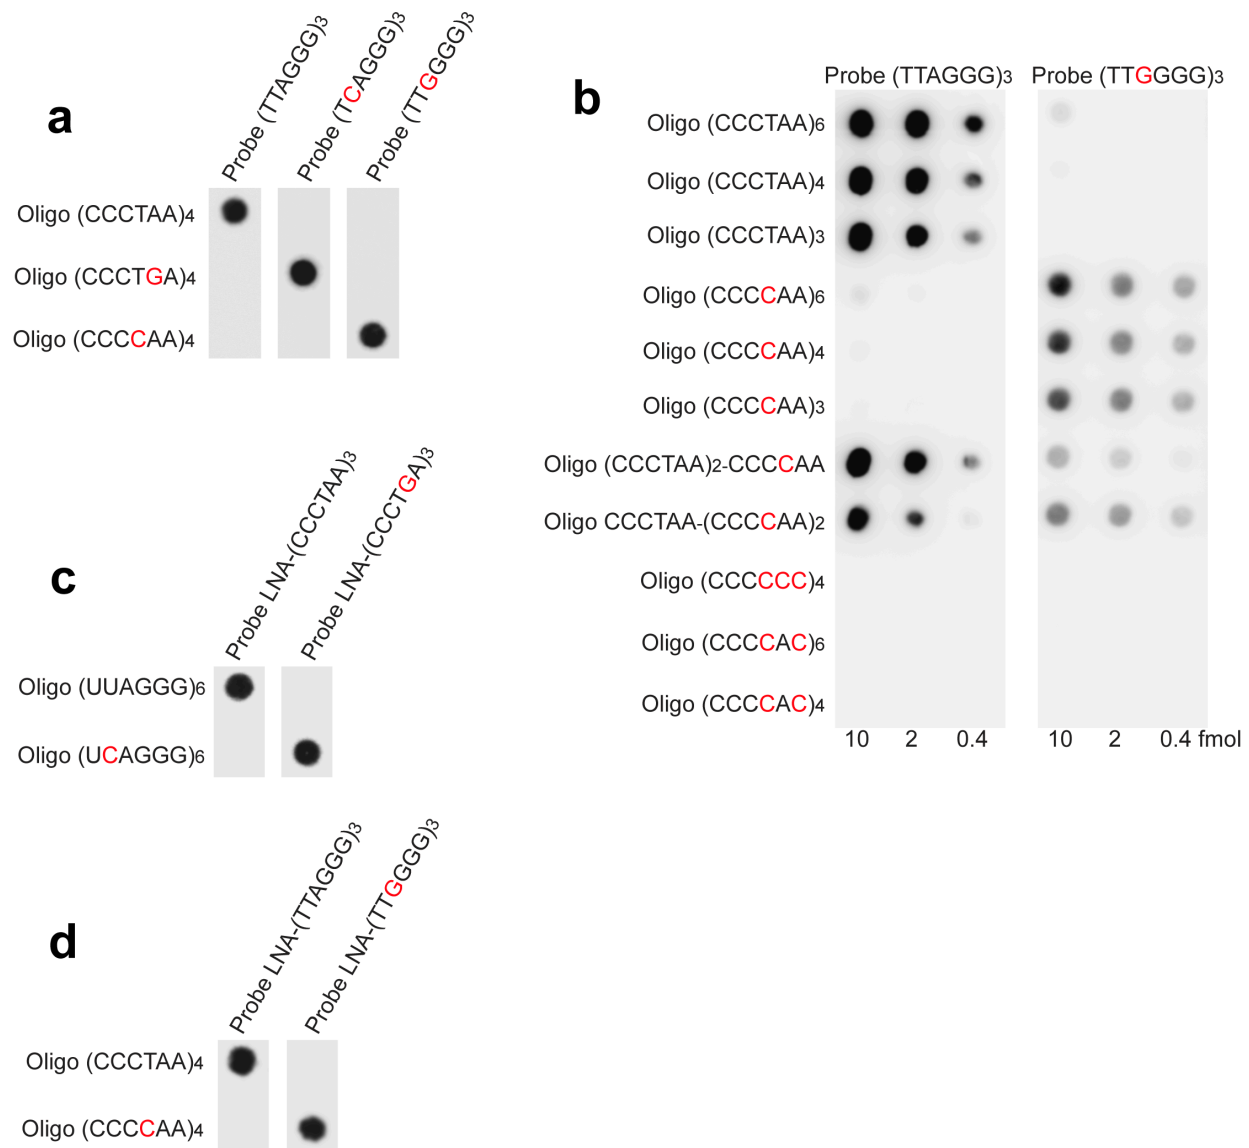 a
Probe (TTAGGG)3
Probe (TCAGGG)3
Probe (TTGGGG)3
Oligo (CCCTAA)4
Oligo (CCCTGA)4
Oligo (CCCCAA)4
b
Probe (TTAGGG)3
Probe (TTGGGG)3
Oligo (CCCTAA)6
Oligo (CCCTAA)4
Oligo (CCCTAA)3
Oligo (CCCCAA)6
Oligo (CCCCAA)4
Oligo (CCCCAA)3
Oligo (CCCTAA)2-CCCCAA
Oligo CCCTAA-(CCCCAA)2
Oligo (CCCCCC)4
Oligo (CCCCAC)6
Oligo (CCCCAC)4
10 2 0.4 10 2 0.4 fmol
c
Probe LNA-(CCCTAA)3
Probe LNA-(CCCTGA)3
Oligo (UUAGGG)6
Oligo (UCAGGG)6
d
Probe LNA-(TTAGGG)3
Probe LNA-(TTGGGG)3
Oligo (CCCTAA)4
Oligo (CCCCAA)4